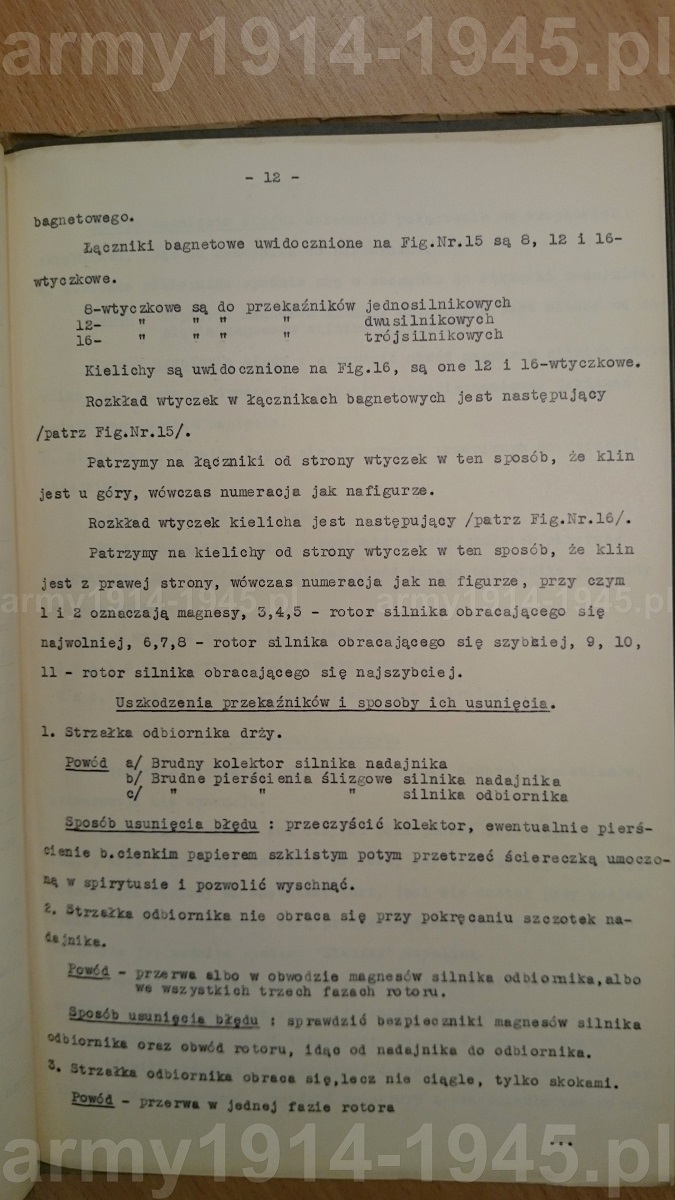 army1914-1945.pl
- 12 -
bagnetowego.
Łączniki bagnetowe uwidocznione na Fig.Nr.15 są 8, 12 i 16-
wtyczkowe.
8-wtyczkowe są do przekaźników jednosilnikowych
12- " " " " dwusilnikowych
16- " " " " trójsilnikowych
Kielichy są uwidocznione na Fig.16, są one 12 i 16-wtyczkowe.
Rozkład wtyczek w łącznikach bagnetowych jest następujący
/patrz Fig.Nr.15/.
Patrzymy na łączniki od strony wtyczek w ten sposób, że klin
jest u góry, wówczas numeracja jak nafigurze.
Rozkład wtyczek kielicha jest następujący /patrz Fig.Nr.16/.
Patrzymy na kielichy od strony wtyczek w ten sposób, że klin
jest z prawej strony, wówczas numeracja jak na figurze, przy czym
army1914-1945.pl army1914-1945.pl
1 i 2 oznaczają magnesy, 3,4,5 - rotor silnika obracającego się
najwolniej, 6,7,8 - rotor silnika obracającego się szybciej, 9, 10,
11 - rotor silnika obracającego się najszybciej.
Uszkodzenia przekaźników i sposoby ich usunięcia.
1. Strzałka odbiornika drży.
Powód a/ Brudny kolektor silnika nadajnika
b/ Brudne pierścienia ślizgowe silnika nadajnika
c/ " " " silnika odbiornika
Sposób usunięcia błędu : przeczyścić kolektor, ewentualnie pierś-
cienie b.cienkim papierem szklistym potym przetrzeć ściereczką umoczo-
ną w spirytusie i pozwolić wyschnąć.
2. Strzałka odbiornika nie obraca się przy pokręcaniu szczotek na-
dajnika.
Powód - przerwa albo w obwodzie magnesów silnika odbiornika,albo
we wszystkich trzech fazach rotoru.
Sposób usunięcia błędu : sprawdzić bezpieczniki magnesów silnika
odbiornika oraz obwód rotoru, idąc od nadajnika do odbiornika.
3. Strzałka odbiornika obraca się,lecz nie ciągle, tylko skokami.
Powód - przerwa w jednej fazie rotora
...
army1914-1945.pl